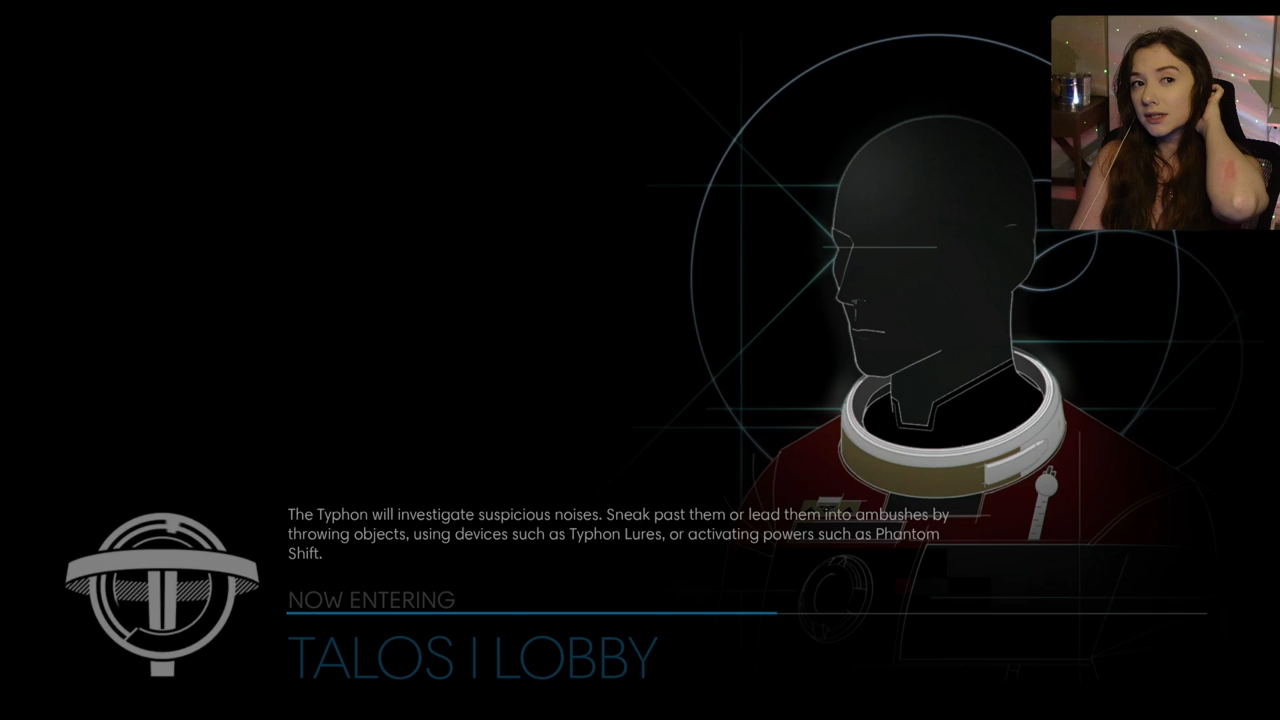 The Typhon will investigate suspicious noises. Sneak past them or lead them into ambushes by
throwing objects, using devices such as Typhon Lures, or activating powers such as Phantom
Shift.
NOW ENTERING
TALOS I LOBBY